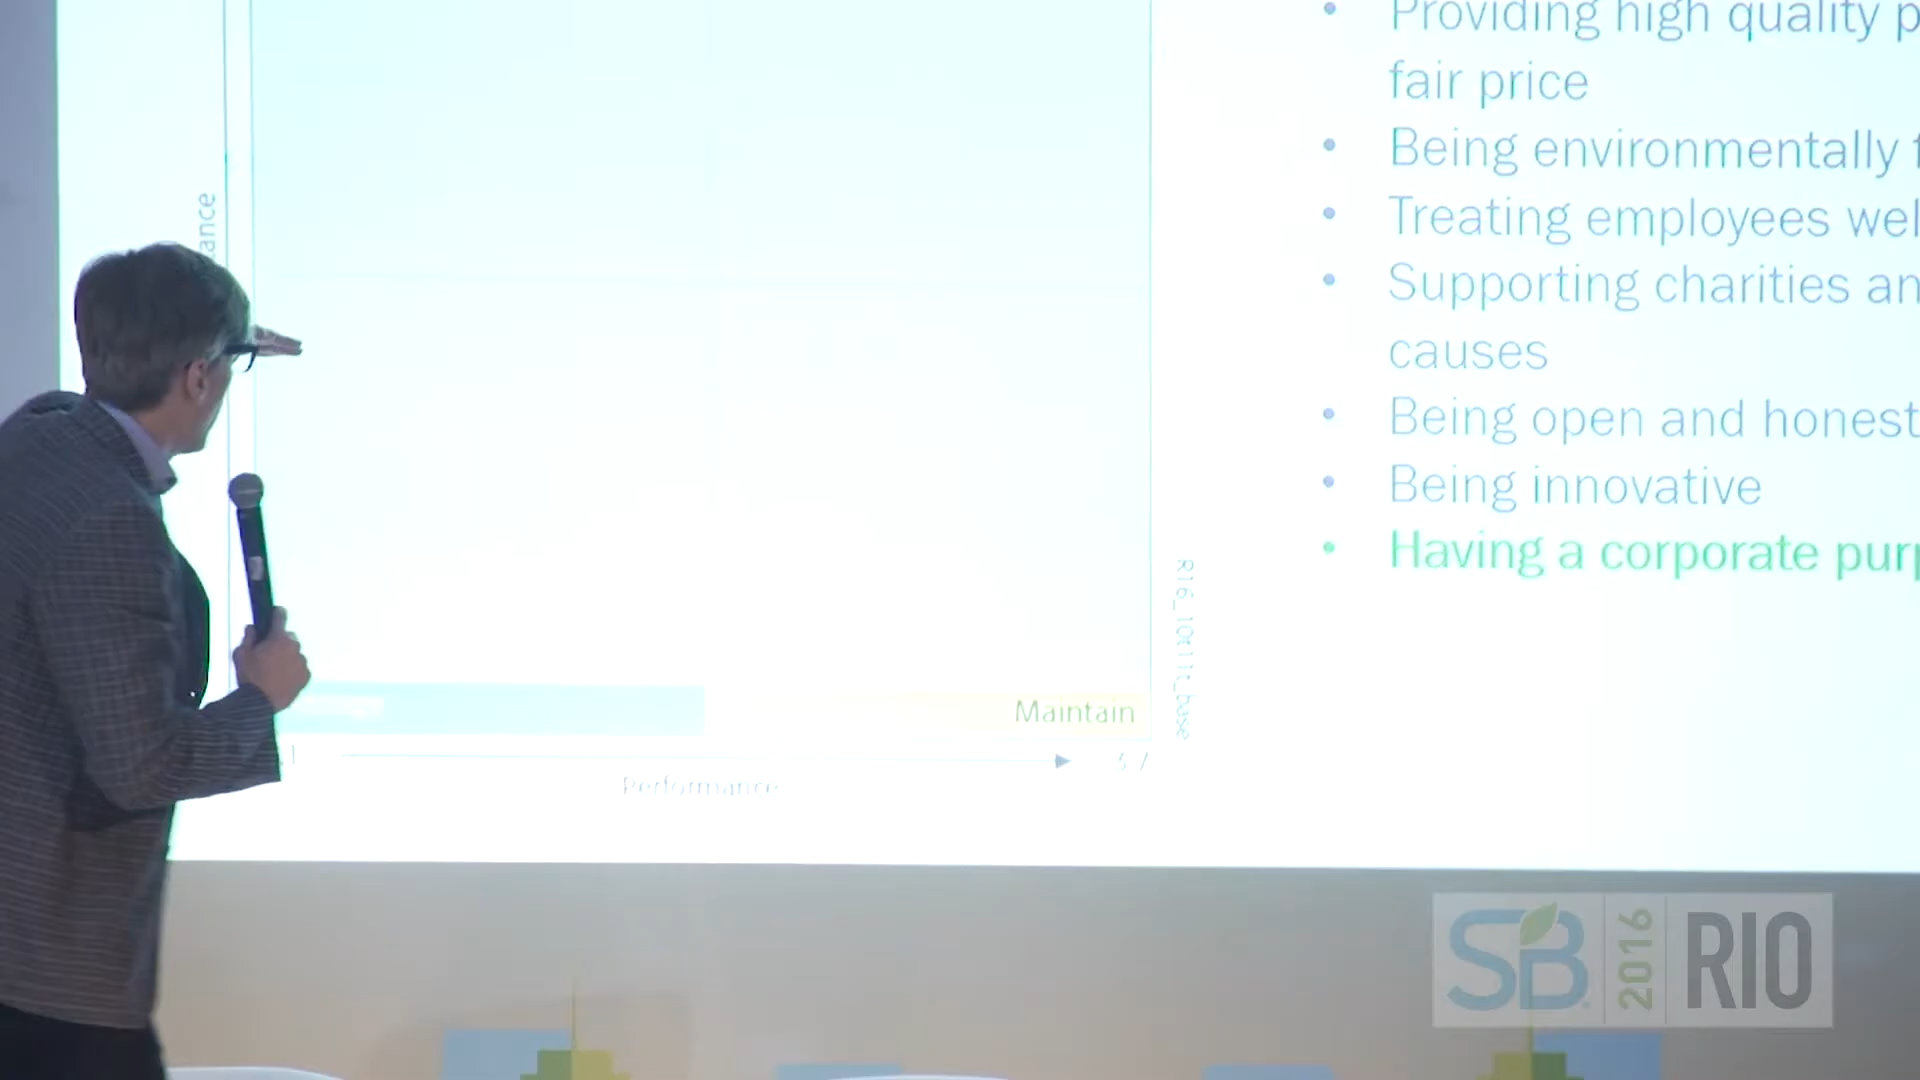 Providing high quality p
fair price
Being environmentally f
Treating employees wel
Supporting charities an
causes
Being open and honest
Being innovative
Having a corporate purp
Maintain
Performance
SB 2016 RIO